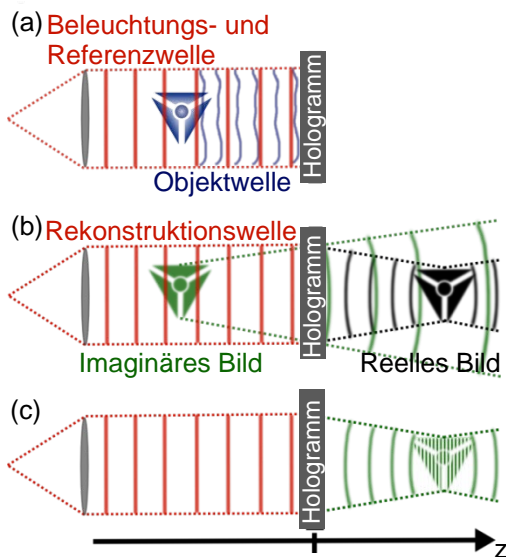 (a) Beleuchtungs- und
Referenzwelle
Hologramm
Objektwelle
(b) Rekonstruktionswelle
Hologramm
Imaginäres Bild
Reelles Bild
(c)
Hologramm
z